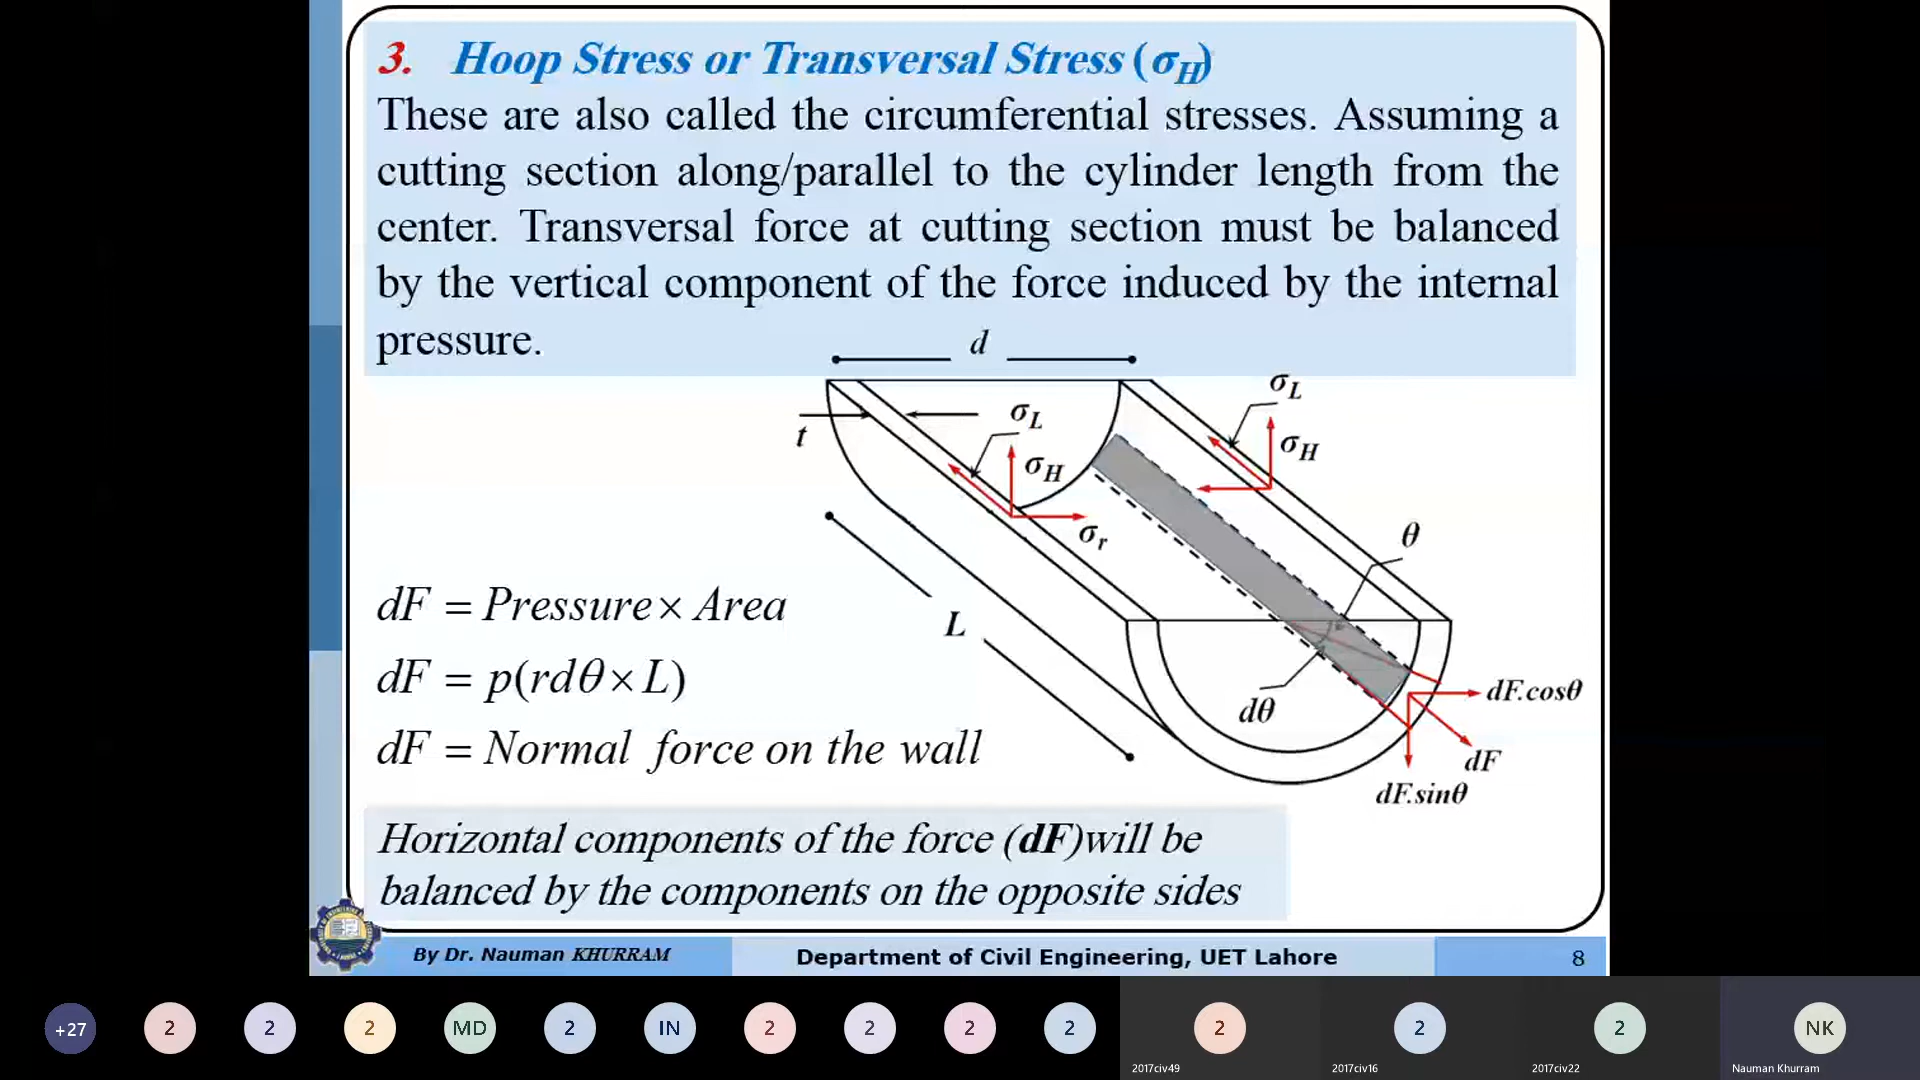 3. Hoop Stress or Transversal Stress (σH)
These are also called the circumferential stresses. Assuming a
cutting section along/parallel to the cylinder length from the
center. Transversal force at cutting section must be balanced
by the vertical component of the force induced by the internal
pressure.
d
σL
t
σL
σH
σH
σr
θ
dF = Pressure × Area
L
dF = p(rdθ × L)
dF.cosθ
dθ
dF = Normal force on the wall
dF
dF.sinθ
Horizontal components of the force (dF)will be
balanced by the components on the opposite sides
By Dr. Nauman KHURRAM
Department of Civil Engineering, UET Lahore
8
+27
2
2
2
MD
2
IN
2
2
2
2
2
2
2
NK
2017civ49
2017civ16
2017civ22
Nauman Khurram